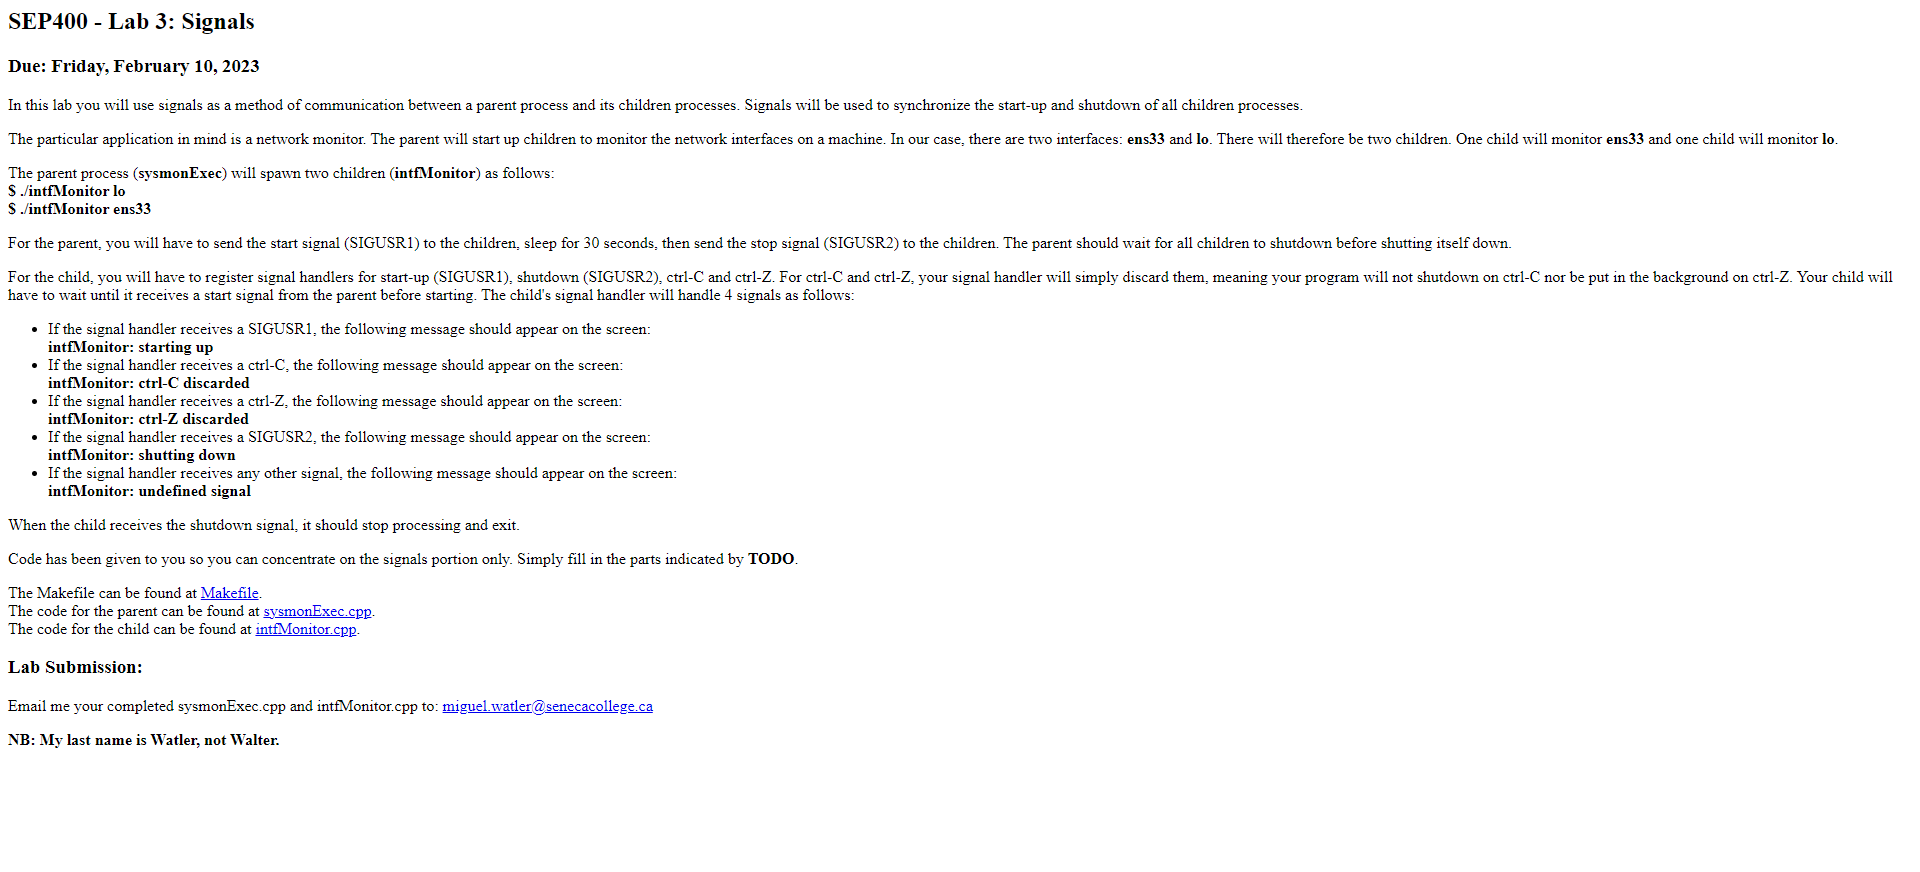 SEP400 - Lab 3: Signals
Due: Friday, February 10, 2023
In this lab you will use signals as a method of communication between a parent process and its children processes. Signals will be used to synchronize the start-up and shutdown of all children processes.
The particular application in mind is a network monitor. The parent will start up children to monitor the network interfaces on a machine. In our case, there are two interfaces: ens33 and lo. There will therefore be two children. One child will monitor ens33 and one child will monitor lo.
The parent process (sysmonExec) will spawn two children (intfMonitor) as follows:
$ ./intfMonitor lo
$ ./intfMonitor ens33
For the parent, you will have to send the start signal (SIGUSR1) to the children, sleep for 30 seconds, then send the stop signal (SIGUSR2) to the children. The parent should wait for all children to shutdown before shutting itself down.
For the child, you will have to register signal handlers for start-up (SIGUSR1), shutdown (SIGUSR2), ctrl-C and ctrl-Z. For ctrl-C and ctrl-Z, your signal handler will simply discard them, meaning your program will not shutdown on ctrl-C nor be put in the background on ctrl-Z. Your child will
have to wait until it receives a start signal from the parent before starting. The child's signal handler will handle 4 signals as follows:
• If the signal handler receives a SIGUSR1, the following message should appear on the screen:
intfMonitor: starting up
• If the signal handler receives a ctrl-C, the following message should appear on the screen:
intfMonitor: ctrl-C discarded
• If the signal handler receives a ctrl-Z, the following message should appear on the screen:
intfMonitor: ctrl-Z discarded
• If the signal handler receives a SIGUSR2, the following message should appear on the screen:
intfMonitor: shutting down
• If the signal handler receives any other signal, the following message should appear on the screen:
intfMonitor: undefined signal
When the child receives the shutdown signal, it should stop processing and exit.
Code has been given to you so you can concentrate on the signals portion only. Simply fill in the parts indicated by TODO.
The Makefile can be found at Makefile.
The code for the parent can be found at sysmonExec.cpp.
The code for the child can be found at intfMonitor.cpp.
Lab Submission:
Email me your completed sysmonExec.cpp and intfMonitor.cpp to: miguel.watler@senecacollege.ca
NB: My last name is Watler, not Walter.